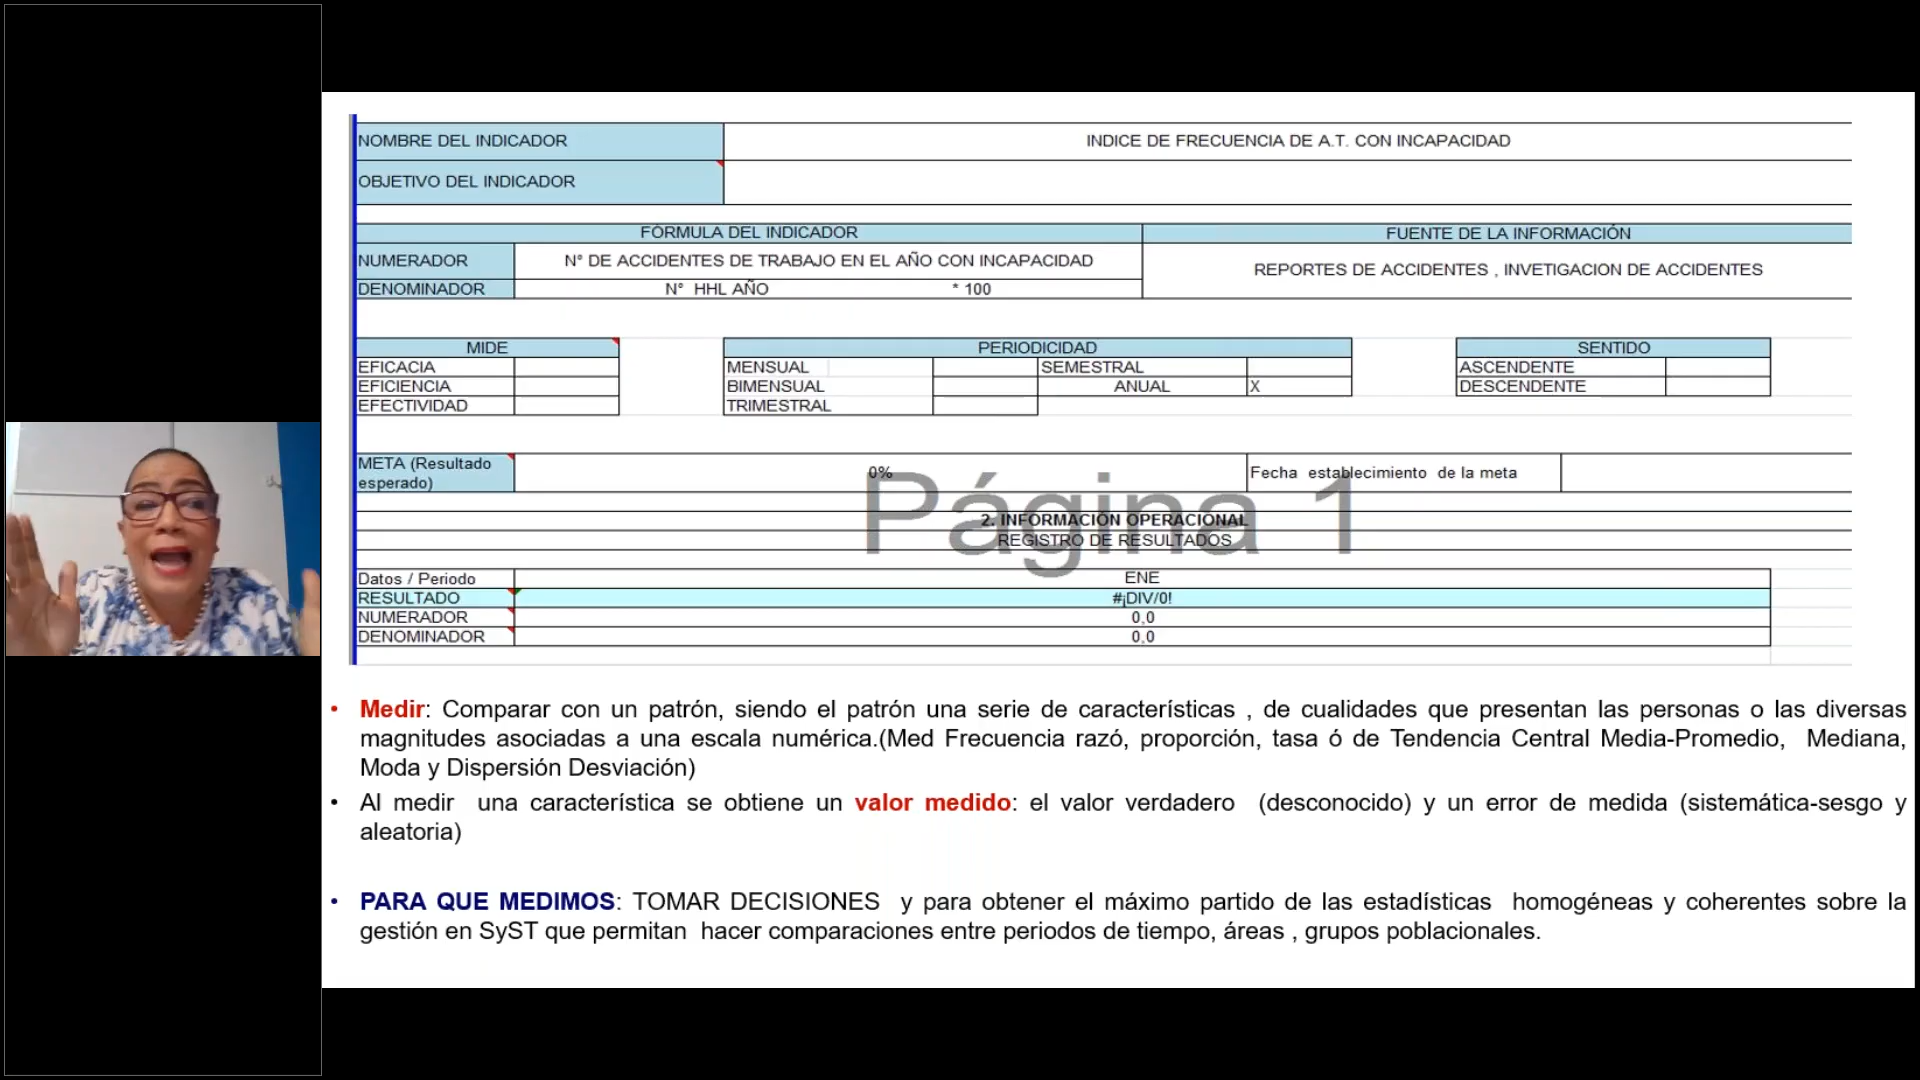 NOMBRE DEL INDICADOR
INDICE DE FRECUENCIA DE A.T. CON INCAPACIDAD
OBJETIVO DEL INDICADOR
FÓRMULA DEL INDICADOR
FUENTE DE LA INFORMACIÓN
NUMERADOR
N° DE ACCIDENTES DE TRABAJO EN EL AÑO CON INCAPACIDAD
REPORTES DE ACCIDENTES , INVETIGACION DE ACCIDENTES
DENOMINADOR
N° HHL AÑO * 100
MIDE
PERIODICIDAD
SENTIDO
EFICACIA
MENSUAL
SEMESTRAL
ASCENDENTE
EFICIENCIA
BIMENSUAL
ANUAL
X
DESCENDENTE
EFECTIVIDAD
TRIMESTRAL
META (Resultado
esperado)
0%
Fecha establecimiento de la meta
Página 1
2. INFORMACIÓN OPERACIONAL
REGISTRO DE RESULTADOS
Datos / Periodo
ENE
RESULTADO
#¡DIV/0!
NUMERADOR
0,0
DENOMINADOR
0,0
• Medir: Comparar con un patrón, siendo el patrón una serie de características , de cualidades que presentan las personas o las diversas
magnitudes asociadas a una escala numérica.(Med Frecuencia razó, proporción, tasa ó de Tendencia Central Media-Promedio, Mediana,
Moda y Dispersión Desviación)
• Al medir una característica se obtiene un valor medido: el valor verdadero (desconocido) y un error de medida (sistemática-sesgo y
aleatoria)
• PARA QUE MEDIMOS: TOMAR DECISIONES y para obtener el máximo partido de las estadísticas homogéneas y coherentes sobre la
gestión en SyST que permitan hacer comparaciones entre periodos de tiempo, áreas , grupos poblacionales.